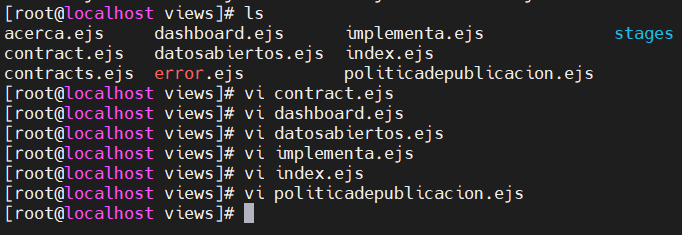 [root@localhost views]# ls
acerca.ejs dashboard.ejs implementa.ejs stages
contract.ejs datosabiertos.ejs index.ejs
contracts.ejs error.ejs politicadepublicacion.ejs
[root@localhost views]# vi contract.ejs
[root@localhost views]# vi dashboard.ejs
[root@localhost views]# vi datosabiertos.ejs
[root@localhost views]# vi implementa.ejs
[root@localhost views]# vi index.ejs
[root@localhost views]# vi politicadepublicacion.ejs
[root@localhost views]#